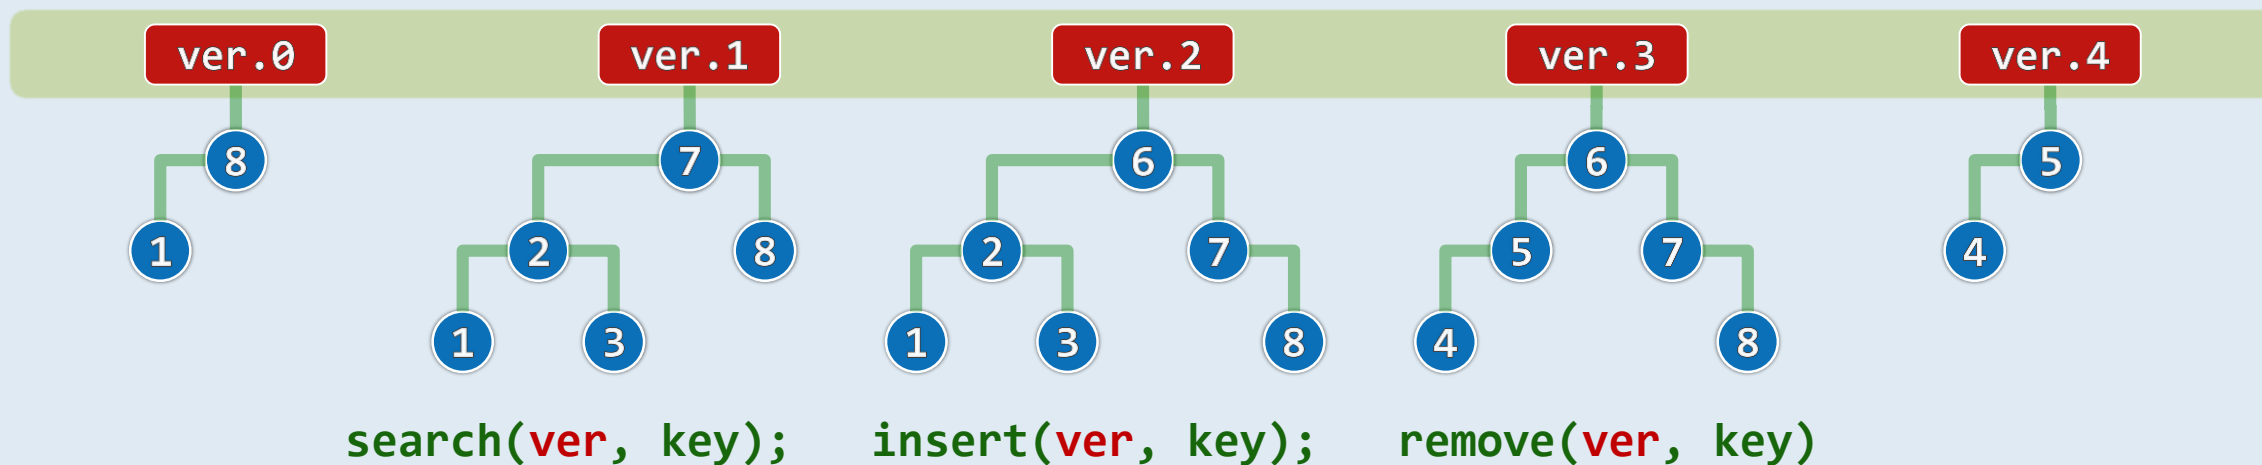 ver.0 ver.1 ver.2 ver.3 ver.4
8 7 6 6 5
1 2 8 2 7 5 7 4
1 3 1 3 8 4 8
search(ver, key); insert(ver, key); remove(ver, key)